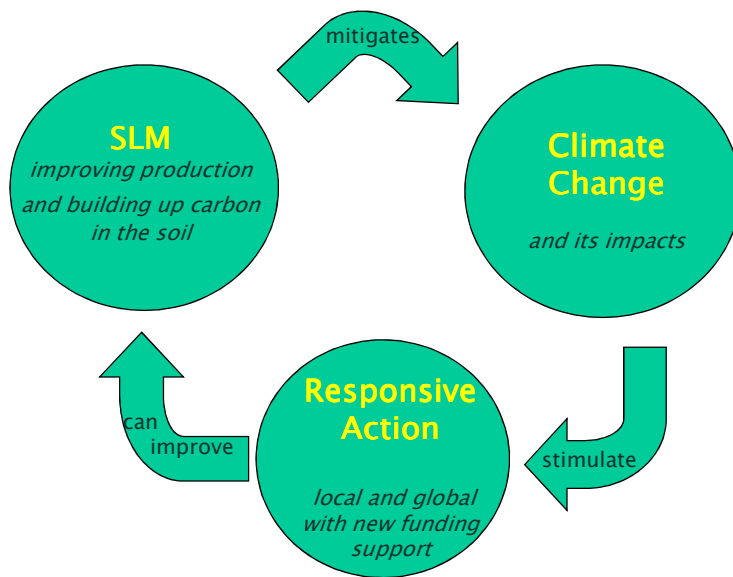 mitigates
SLM
improving production
and building up carbon
in the soil
Climate
Change
and its impacts
stimulate
Responsive
Action
local and global
with new funding
support
can
improve